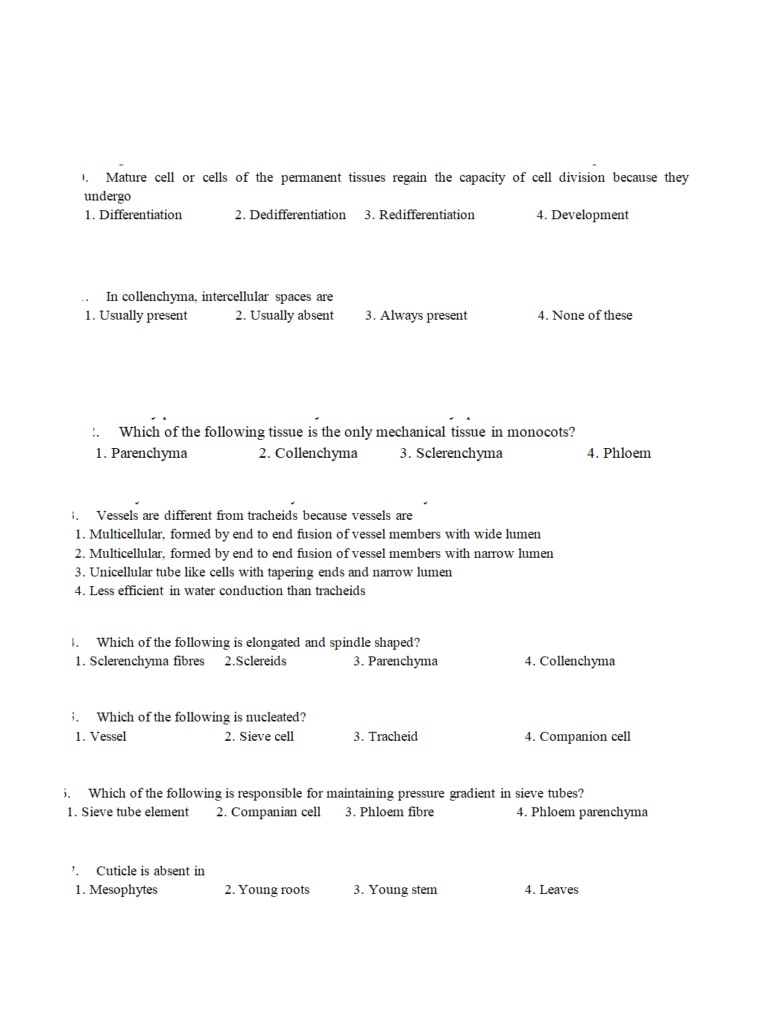 . Mature cell or cells of the permanent tissues regain the capacity of cell division because they
undergo
1. Differentiation 2. Dedifferentiation 3. Redifferentiation 4. Development
. In collenchyma, intercellular spaces are
1. Usually present 2. Usually absent 3. Always present 4. None of these
. Which of the following tissue is the only mechanical tissue in monocots?
1. Parenchyma 2. Collenchyma 3. Sclerenchyma 4. Phloem
. Vessels are different from tracheids because vessels are
1. Multicellular, formed by end to end fusion of vessel members with wide lumen
2. Multicellular, formed by end to end fusion of vessel members with narrow lumen
3. Unicellular tube like cells with tapering ends and narrow lumen
4. Less efficient in water conduction than tracheids
. Which of the following is elongated and spindle shaped?
1. Sclerenchyma fibres 2.Sclereids 3. Parenchyma 4. Collenchyma
. Which of the following is nucleated?
1. Vessel 2. Sieve cell 3. Tracheid 4. Companion cell
. Which of the following is responsible for maintaining pressure gradient in sieve tubes?
1. Sieve tube element 2. Companian cell 3. Phloem fibre 4. Phloem parenchyma
. Cuticle is absent in
1. Mesophytes 2. Young roots 3. Young stem 4. Leaves